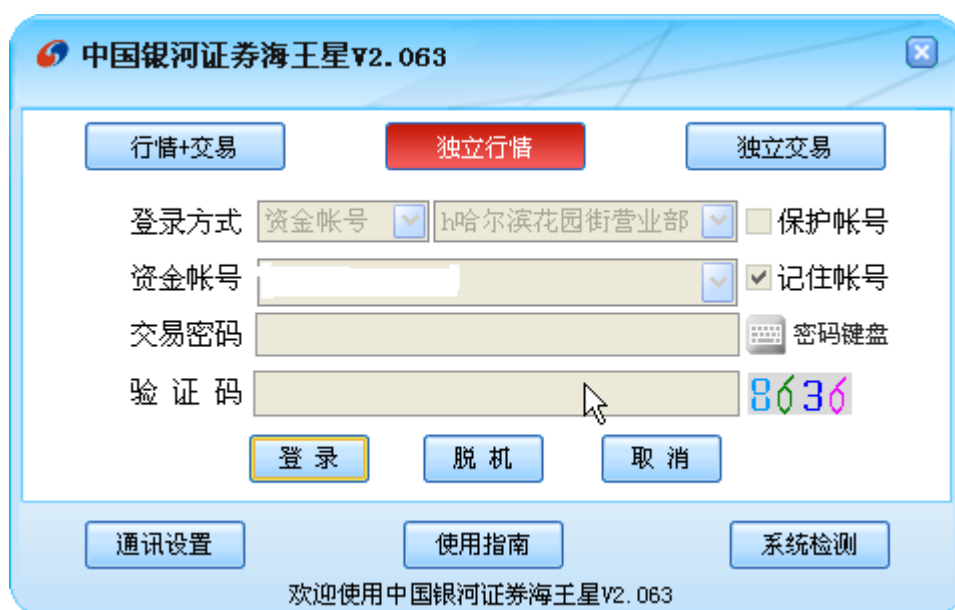 中国银河证券海王星V2.063
行情+交易 独立行情 独立交易
登录方式 资金帐号 h哈尔滨花园街营业部 保护帐号
资金帐号 记住帐号
交易密码 密码键盘
验证码 8636
登录 脱机 取消
通讯设置 使用指南 系统检测
欢迎使用中国银河证券海王星V2.063